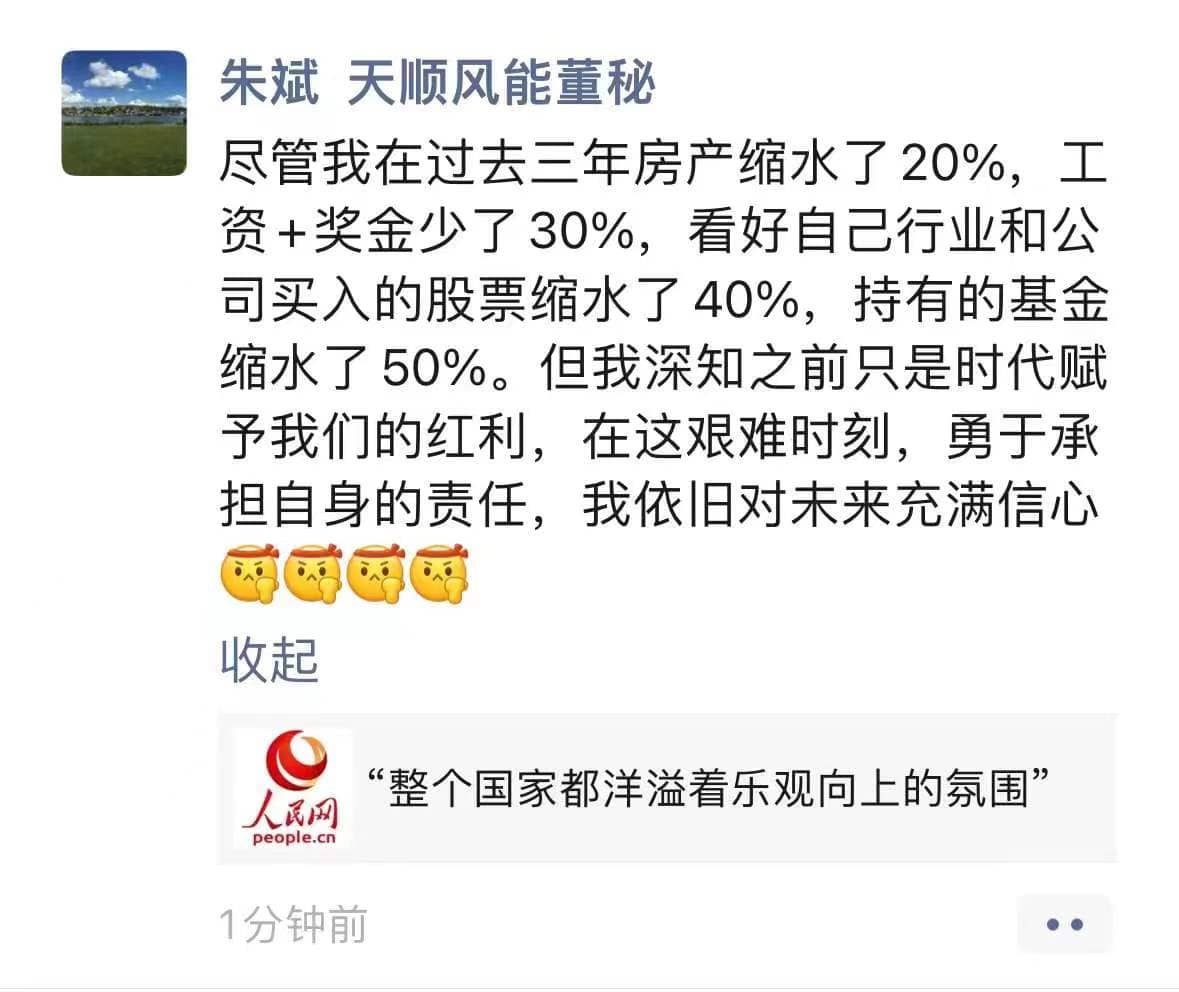 朱斌 天顺风能董秘
尽管我在过去三年房产缩水了20%，工
资+奖金少了30%，看好自己行业和公
司买入的股票缩水了40%，持有的基金
缩水了50%。但我深知之前只是时代赋
予我们的红利，在这艰难时刻，勇于承
担自身的责任，我依旧对未来充满信心
收起
人民网
people.cn
“整个国家都洋溢着乐观向上的氛围”
1分钟前